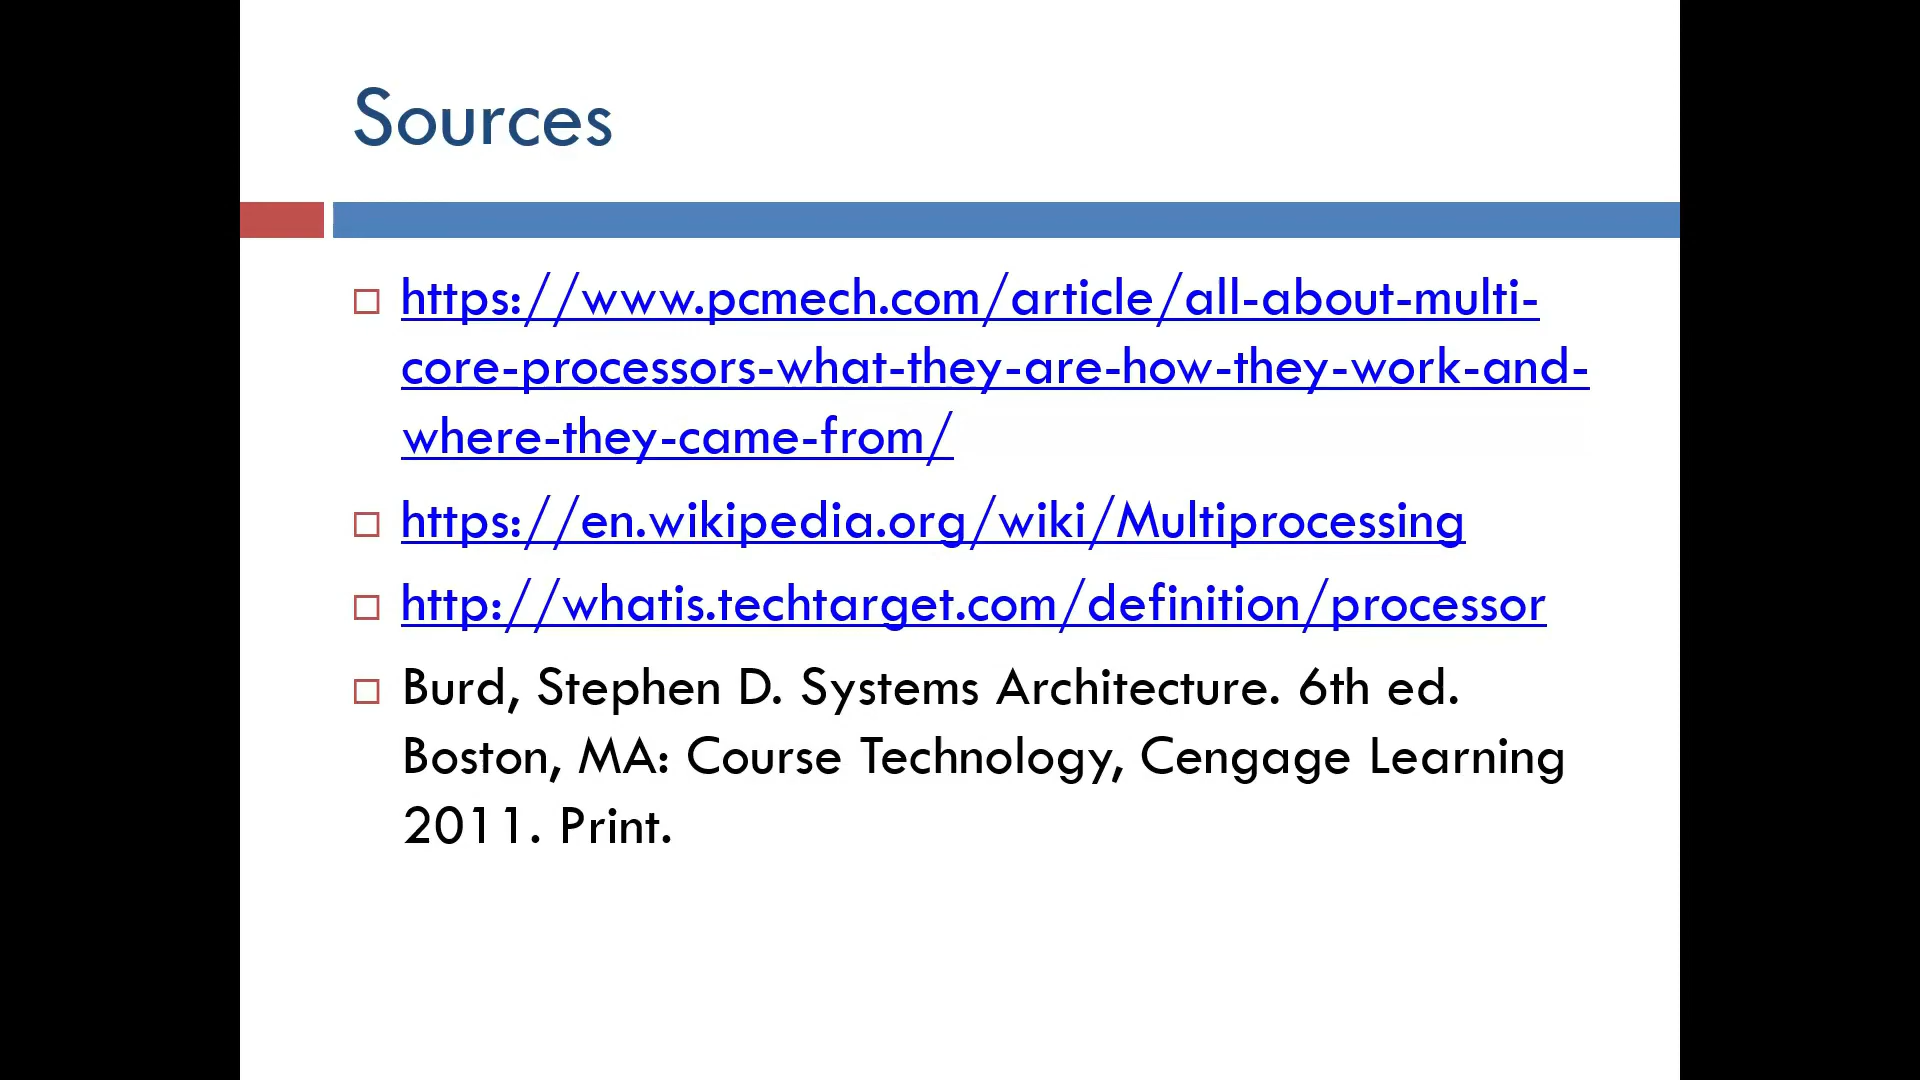 Sources
https://www.pcmech.com/article/all-about-multi-
core-processors-what-they-are-how-they-work-and-
where-they-came-from/
https://en.wikipedia.org/wiki/Multiprocessing
http://whatis.techtarget.com/definition/processor
Burd, Stephen D. Systems Architecture. 6th ed.
Boston, MA: Course Technology, Cengage Learning
2011. Print.